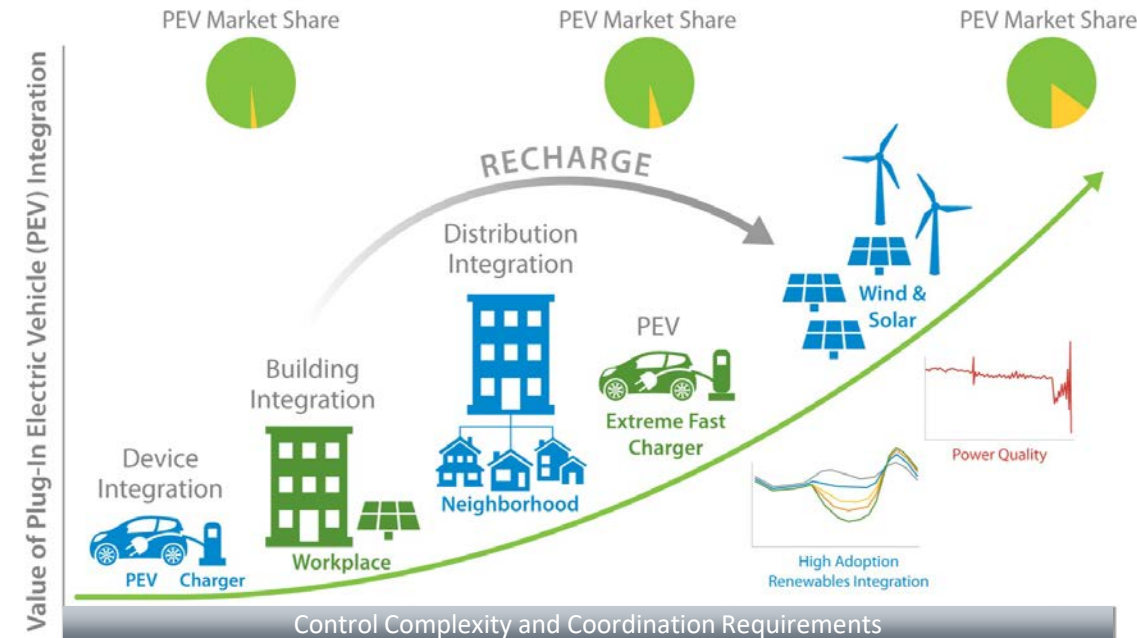 PEV Market Share
PEV Market Share
PEV Market Share
Value of Plug-In Electric Vehicle (PEV) Integration
RECHARGE
Distribution
Integration
Wind &
Solar
PEV
Building
Integration
Extreme Fast
Charger
Power Quality
Device
Integration
Neighborhood
Workplace
PEV
Charger
High Adoption
Renewables Integration
Control Complexity and Coordination Requirements